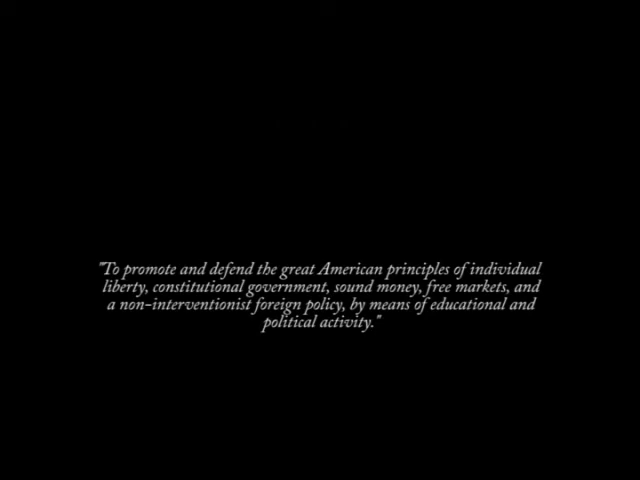 "To promote and defend the great American principles of individual
liberty, constitutional government, sound money, free markets, and
a non-interventionist foreign policy, by means of educational and
political activity."